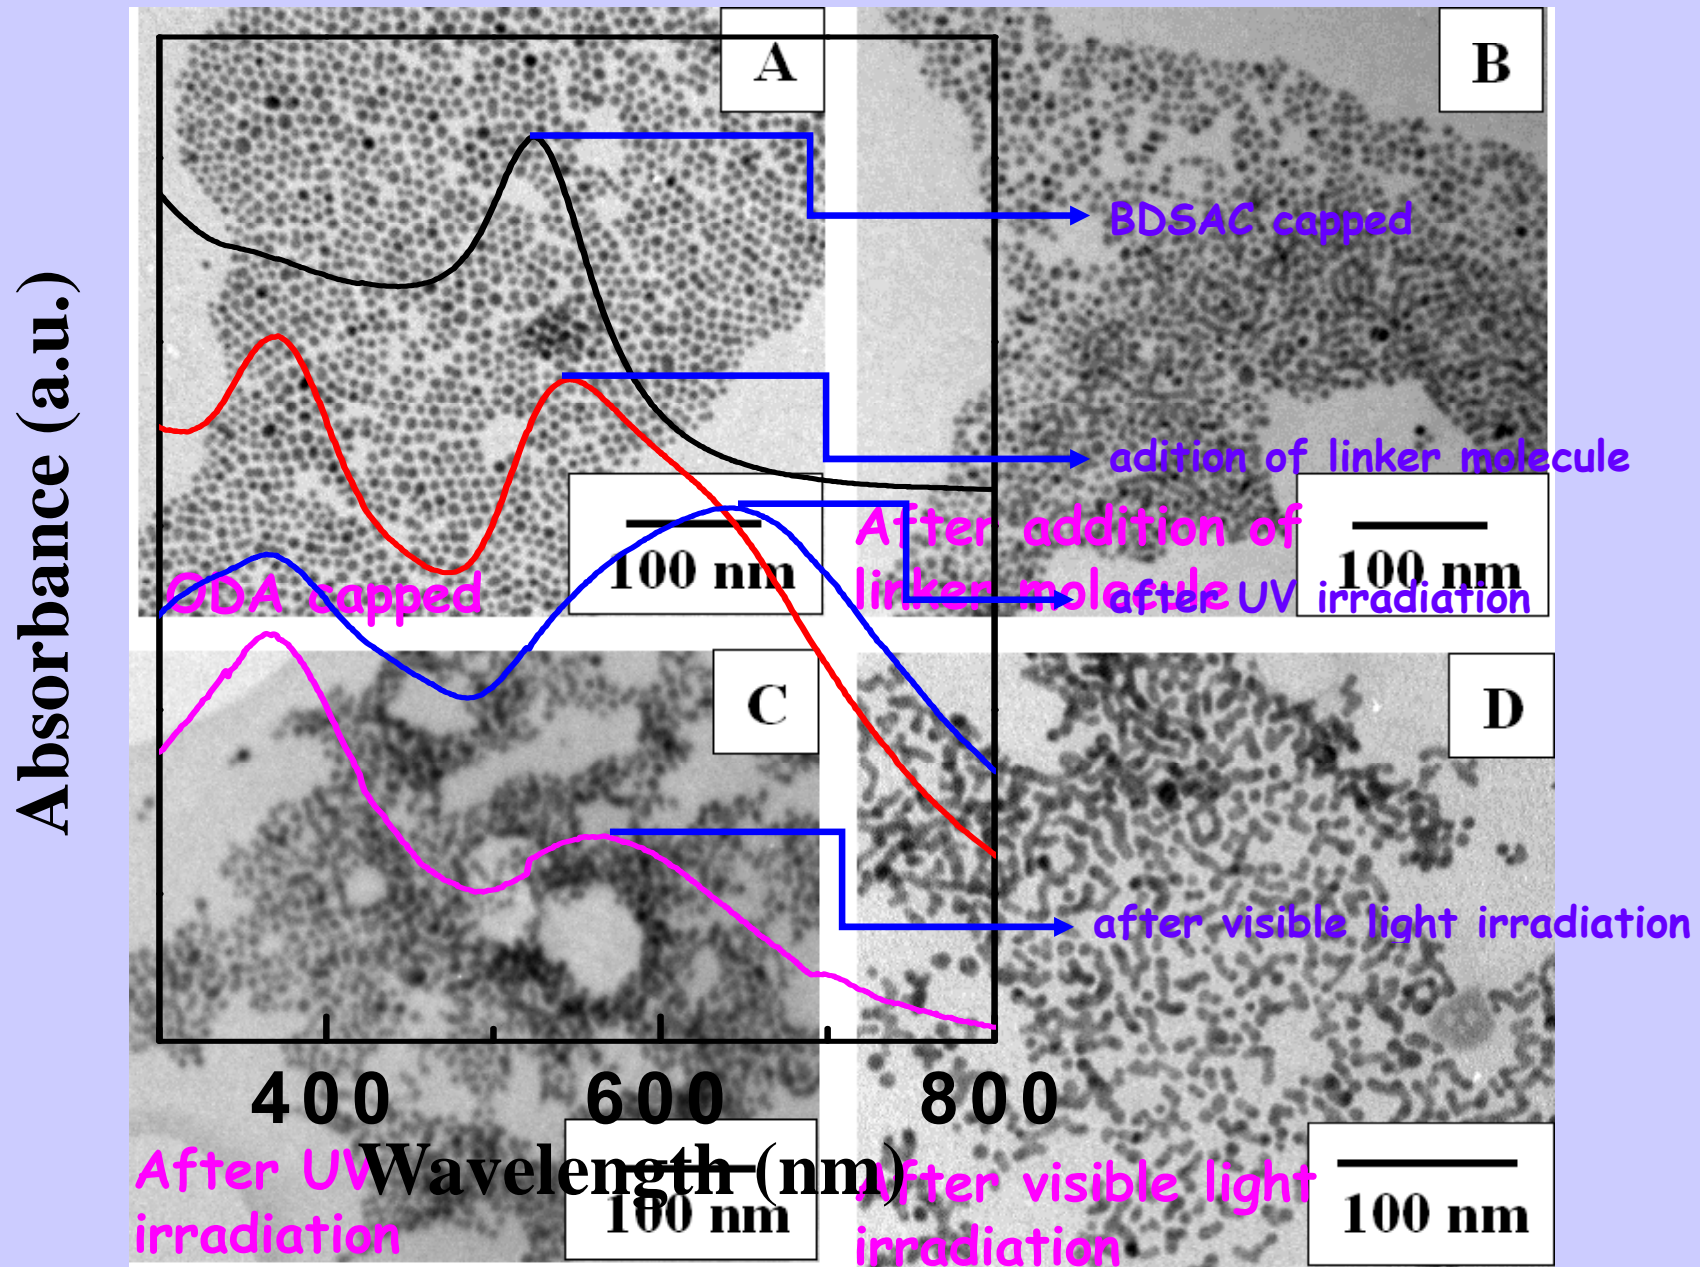 A
B
BDSAC capped
Absorbance (a.u.)
adition of linker molecule
After addition of
linker molecule
100 nm
100 nm
ODA capped
after UV irradiation
C
D
after visible light irradiation
400
600
800
Wavelength (nm)
After UV
irradiation
100 nm
After visible light
irradiation
100 nm